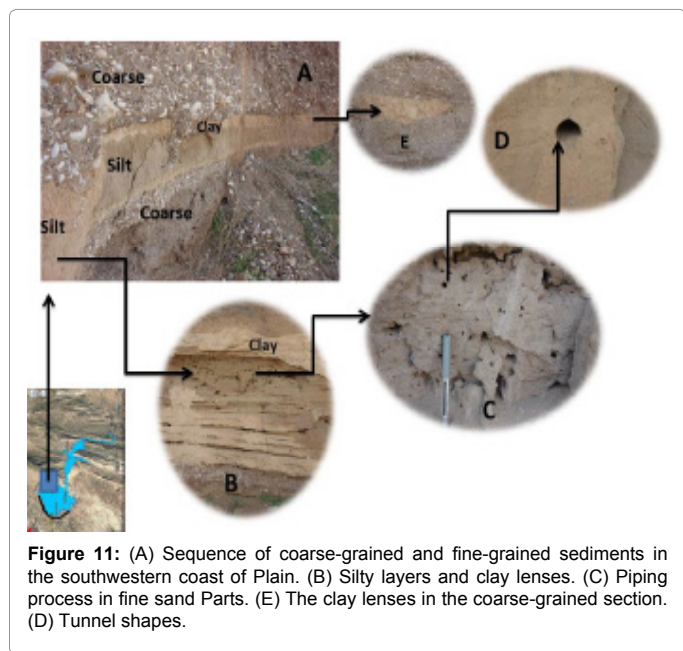 Coarse
A
Clay
Silt
Coarse
Silt
E
D
Clay
B
C
Figure 11: (A) Sequence of coarse-grained and fine-grained sediments in
the southwestern coast of Plain. (B) Silty layers and clay lenses. (C) Piping
process in fine sand Parts. (E) The clay lenses in the coarse-grained section.
(D) Tunnel shapes.